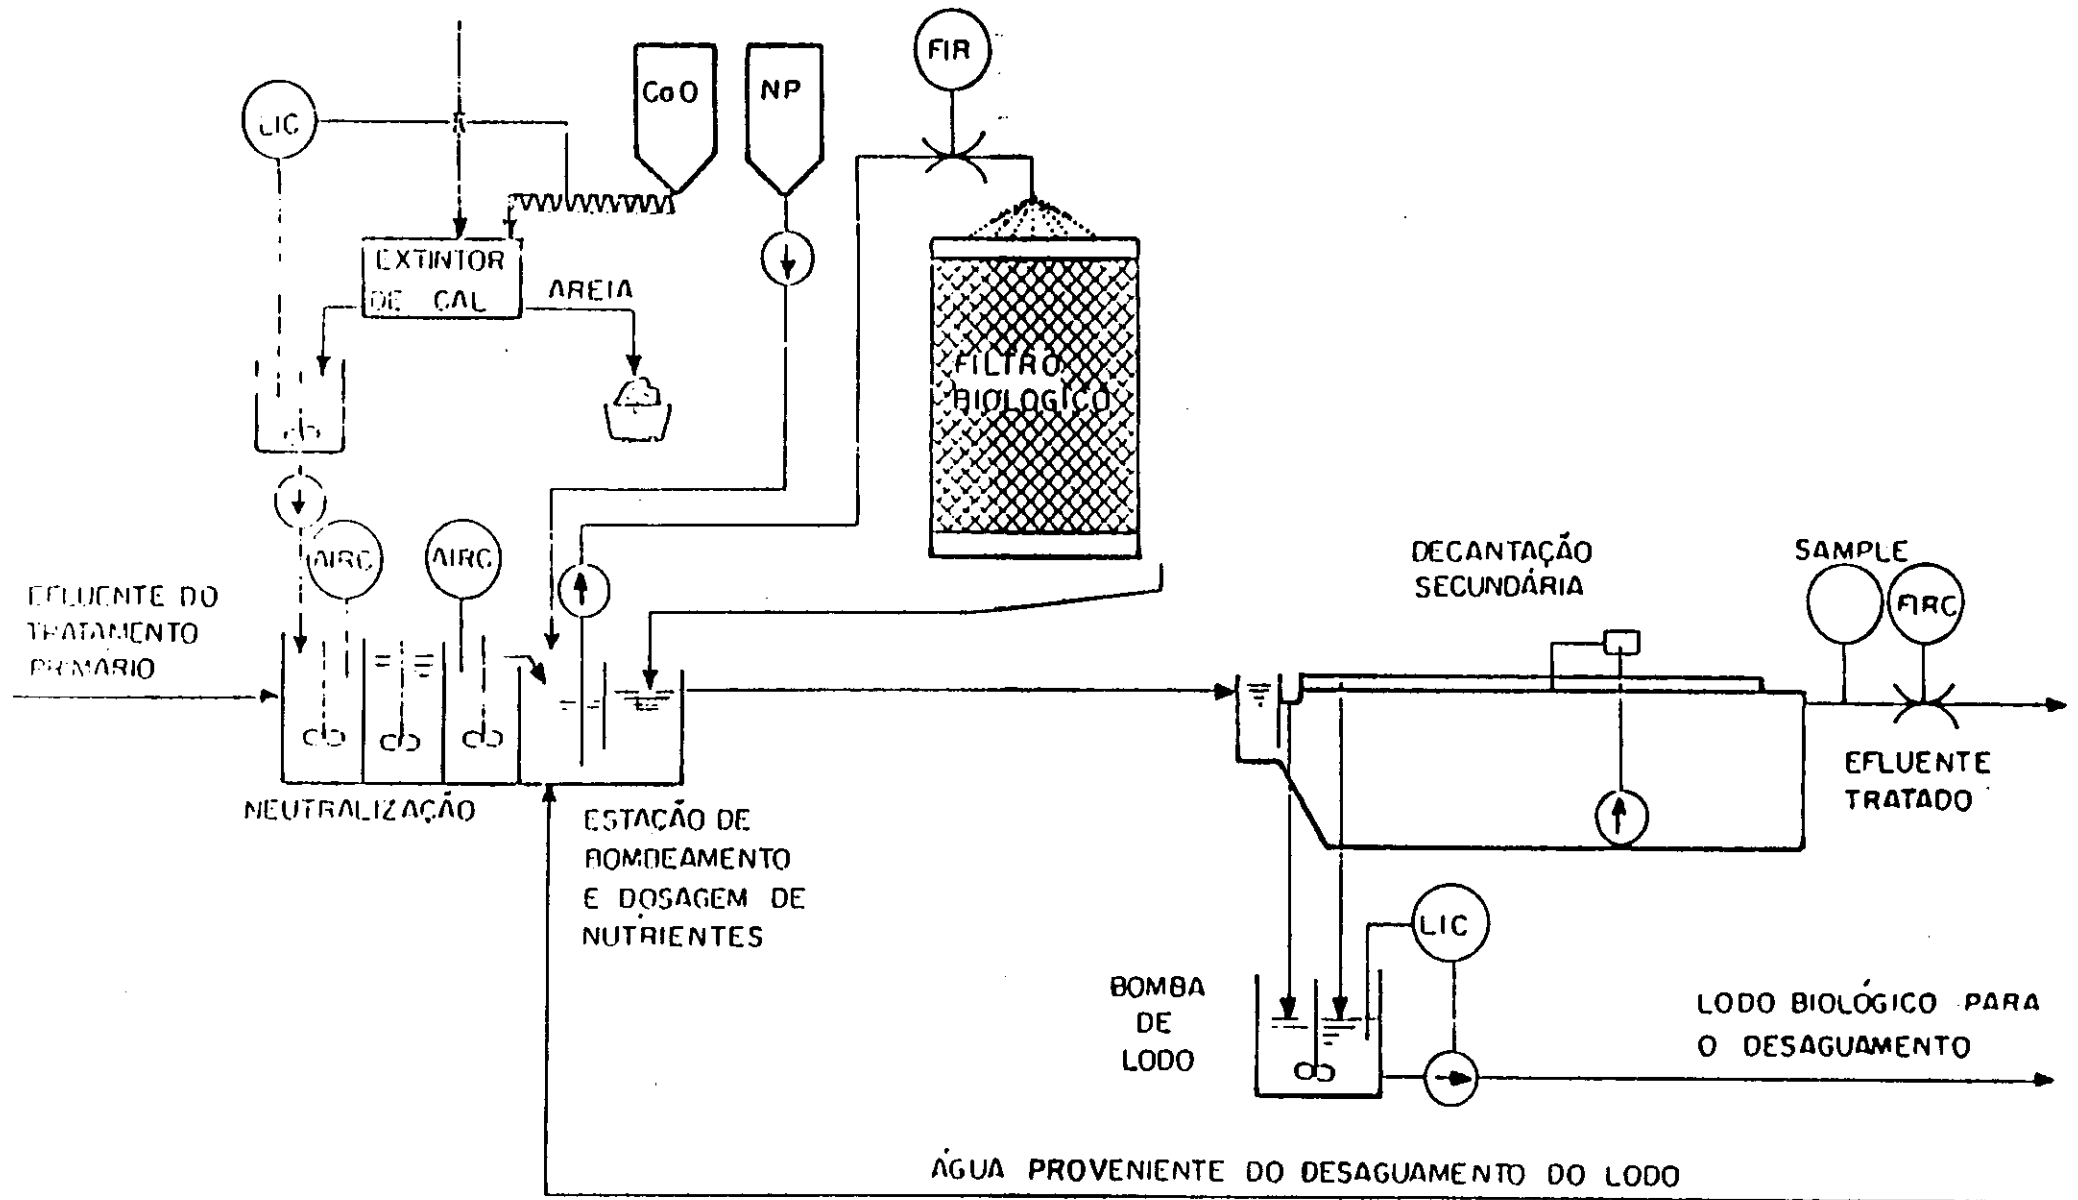 FIR
CaO
NP
LIC
EXTINTOR
DE CAL
AREIA
FILTRO
BIOLOGICO
AIRC
AIRC
EFLUENTE DO
TRATAMENTO
PRIMÁRIO
DECANTAÇÃO
SECUNDÁRIA
SAMPLE
FIRC
NEUTRALIZAÇÃO
ESTAÇÃO DE
BOMBEAMENTO
E DOSAGEM DE
NUTRIENTES
EFLUENTE
TRATADO
LIC
BOMBA
DE
LODO
LODO BIOLÓGICO PARA
O DESAGUAMENTO
ÁGUA PROVENIENTE DO DESAGUAMENTO DO LODO